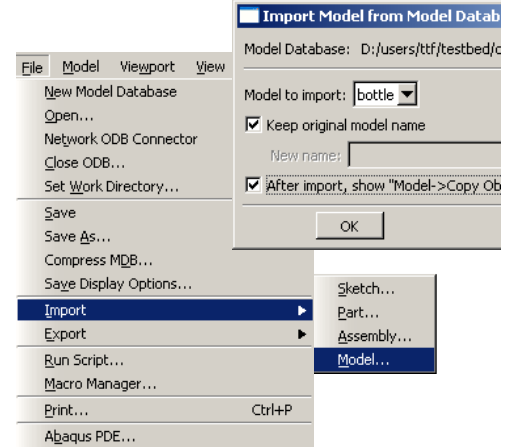 Import Model from Model Datab
Model Database: D:/users/ttf/testbed/c
Model to import: bottle
Keep original model name
New name:
After import, show "Model->Copy Ob
OK
File Model Viewport View
New Model Database
Open...
Network ODB Connector
Close ODB...
Set Work Directory...
Save
Save As...
Compress MDB...
Save Display Options...
Import
Export
Run Script...
Macro Manager...
Print... Ctrl+P
Abaqus PDE...
Sketch...
Part...
Assembly...
Model...